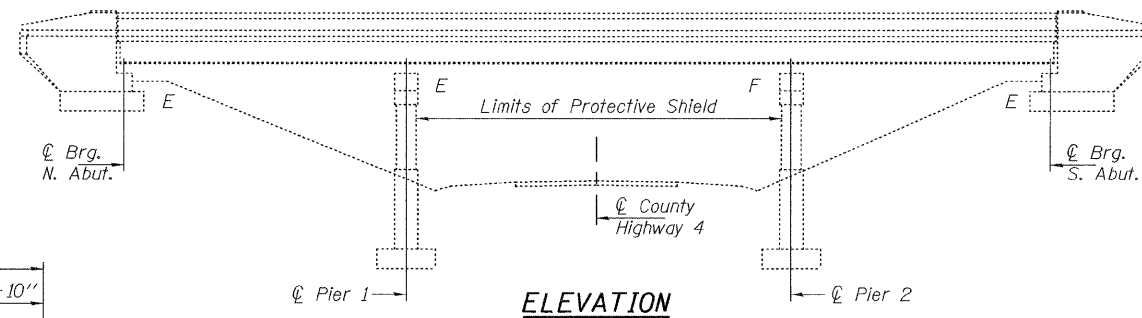 E
E
F
E
Limits of Protective Shield
℄ Brg.
N. Abut.
℄ Brg.
S. Abut.
℄ County
Highway 4
10"
℄ Pier 1
℄ Pier 2
ELEVATION